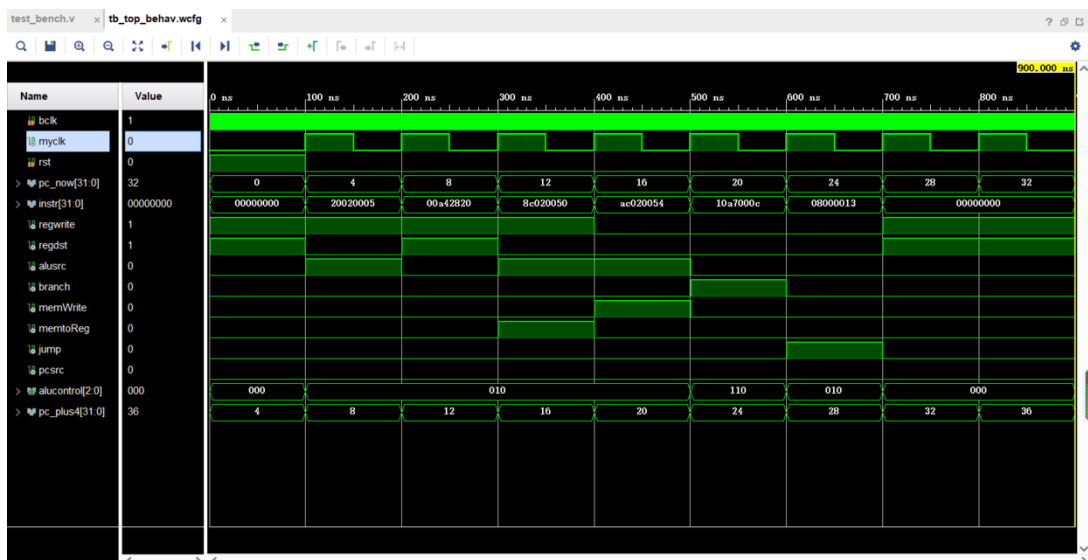 test_bench.v × tb_top_behav.wcfg ×
900.000 ns
Name Value 0 ns 100 ns 200 ns 300 ns 400 ns 500 ns 600 ns 700 ns 800 ns
bclk 1
myclk 0
rst 0
pc_now[31:0] 32 0 4 8 12 16 20 24 28 32
instr[31:0] 00000000 00000000 20020005 00a42820 8c020050 ac020054 10a7000c 08000013 00000000
regwrite 1
regdst 1
alusrc 0
branch 0
memWrite 0
memtoReg 0
jump 0
pcsrc 0
alucontrol[2:0] 000 000 010 110 010 000
pc_plus4[31:0] 36 4 8 12 16 20 24 28 32 36